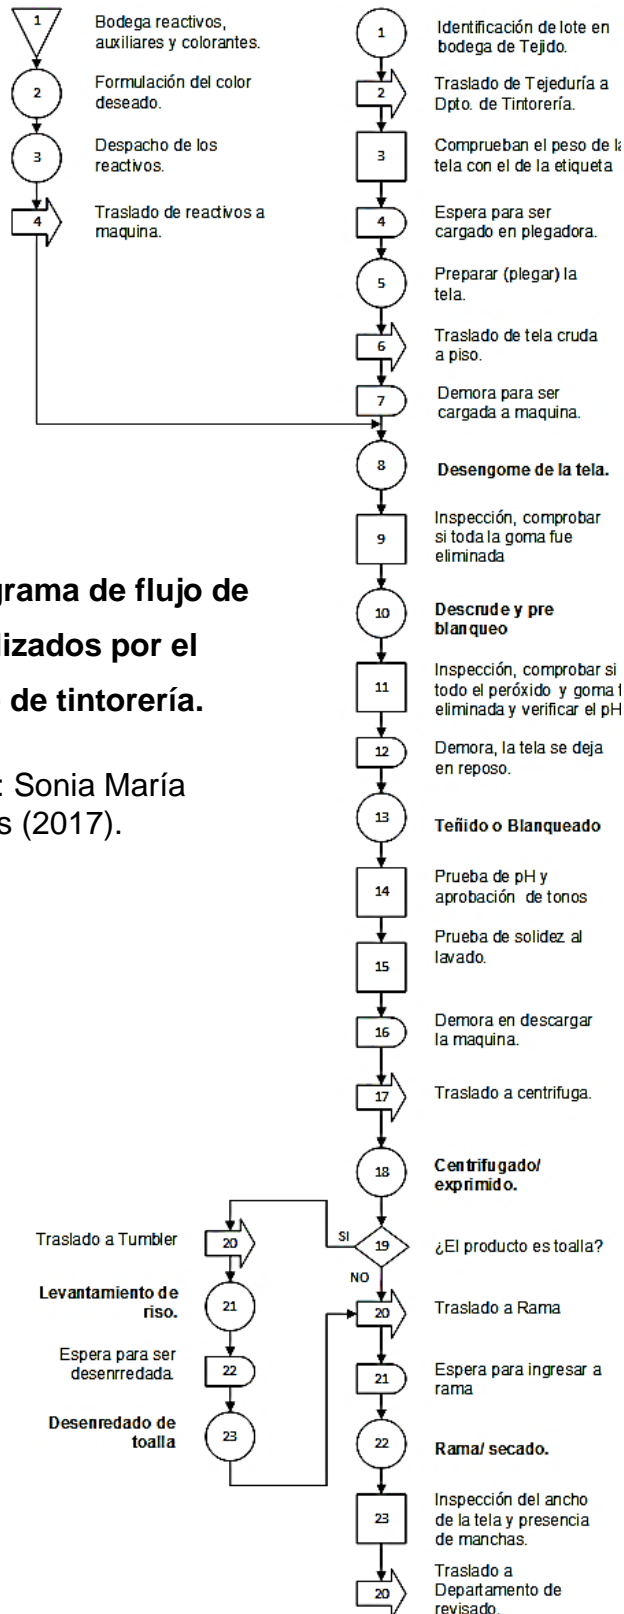 1
Bodega reactivos,
auxiliares y colorantes.
2
Formulación del color
deseado.
3
Despacho de los
reactivos.
4
Traslado de reactivos a
maquina.
1
Identificación de lote en
bodega de Tejido.
2
Traslado de Tejeduría a
Dpto. de Tintorería.
3
Comprueban el peso de la
tela con el de la etiqueta
4
Espera para ser
cargado en plegadora.
5
Preparar (plegar) la
tela.
6
Traslado de tela cruda
a piso.
7
Demora para ser
cargada a maquina.
8
Desengome de la tela.
9
Inspección, comprobar
si toda la goma fue
eliminada
10
Descrude y pre
blanqueo
11
Inspección, comprobar si
todo el peróxido y goma f
eliminada y verificar el pH
12
Demora, la tela se deja
en reposo.
13
Teñido o Blanqueado
14
Prueba de pH y
aprobación de tonos
15
Prueba de solidez al
lavado.
16
Demora en descargar
la maquina.
17
Traslado a centrifuga.
18
Centrifugado/
exprimido.
19
¿El producto es toalla?
SI
NO
Traslado a Tumbler
20
Levantamiento de
riso.
21
Espera para ser
desenrredada.
22
Desenredado de
toalla
23
20
Traslado a Rama
21
Espera para ingresar a
rama
22
Rama/ secado.
23
Inspección del ancho
de la tela y presencia
de manchas.
20
Traslado a
Departamento de
revisado.
grama de flujo de
lizados por el
de tintorería.
: Sonia María
s (2017).